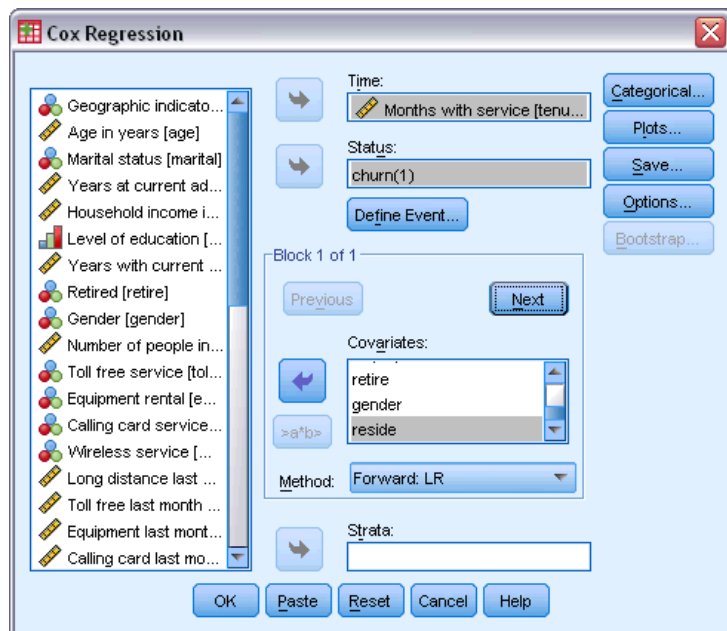 Cox Regression
Geographic indicato...
Age in years [age]
Marital status [marital]
Years at current ad...
Household income i...
Level of education [...
Years with current ...
Retired [retire]
Gender [gender]
Number of people in...
Toll free service [tol...
Equipment rental [e...
Calling card service...
Wireless service [...
Long distance last ...
Toll free last month ...
Equipment last mont...
Calling card last mo...
Time:
Months with service [tenu...
Status:
churn(1)
Define Event...
Block 1 of 1
Previous
Next
Covariates:
retire
gender
reside
>a*b>
Method:
Forward: LR
Strata:
Categorical...
Plots...
Save...
Options...
Bootstrap...
OK
Paste
Reset
Cancel
Help